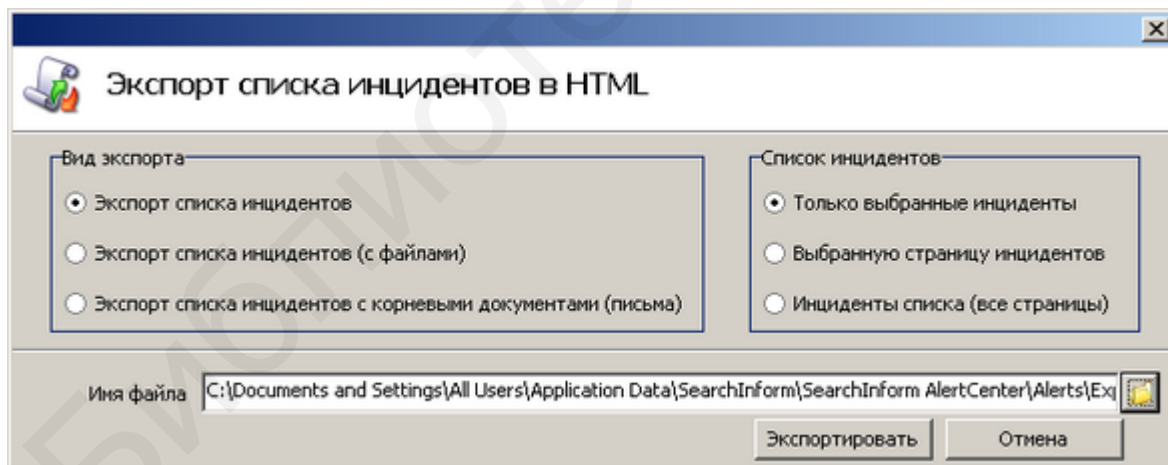 Экспорт списка инцидентов в HTML
Вид экспорта
Экспорт списка инцидентов
Экспорт списка инцидентов (с файлами)
Экспорт списка инцидентов с корневыми документами (письма)
Список инцидентов
Только выбранные инциденты
Выбранную страницу инцидентов
Инциденты списка (все страницы)
Имя файла C:\Documents and Settings\All Users\Application Data\SearchInform\SearchInform AlertCenter\Alerts\Exp
Экспортировать Отмена